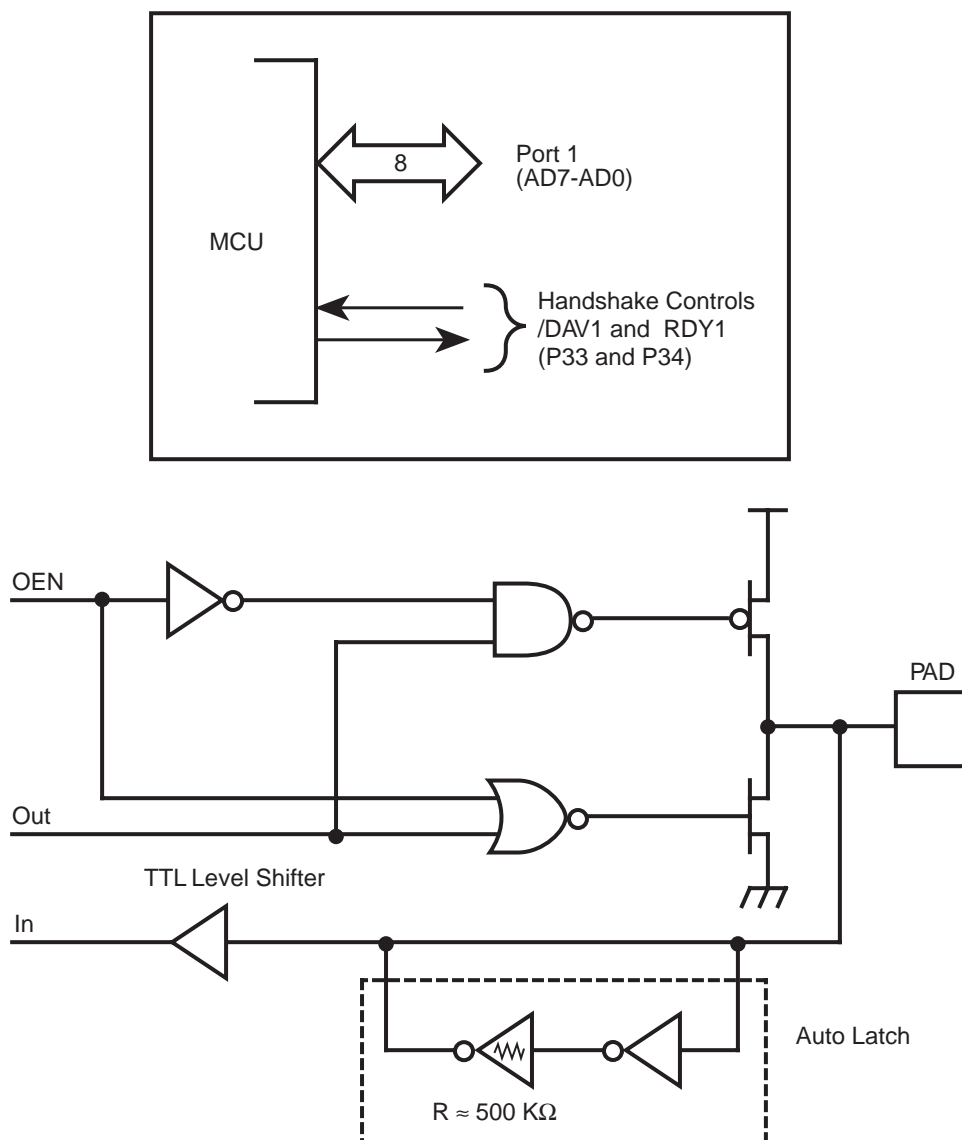 8
Port 1
(AD7-AD0)
MCU
Handshake Controls
/DAV1 and RDY1
(P33 and P34)
OEN
PAD
Out
TTL Level Shifter
In
Auto Latch
R ≈ 500 KΩ